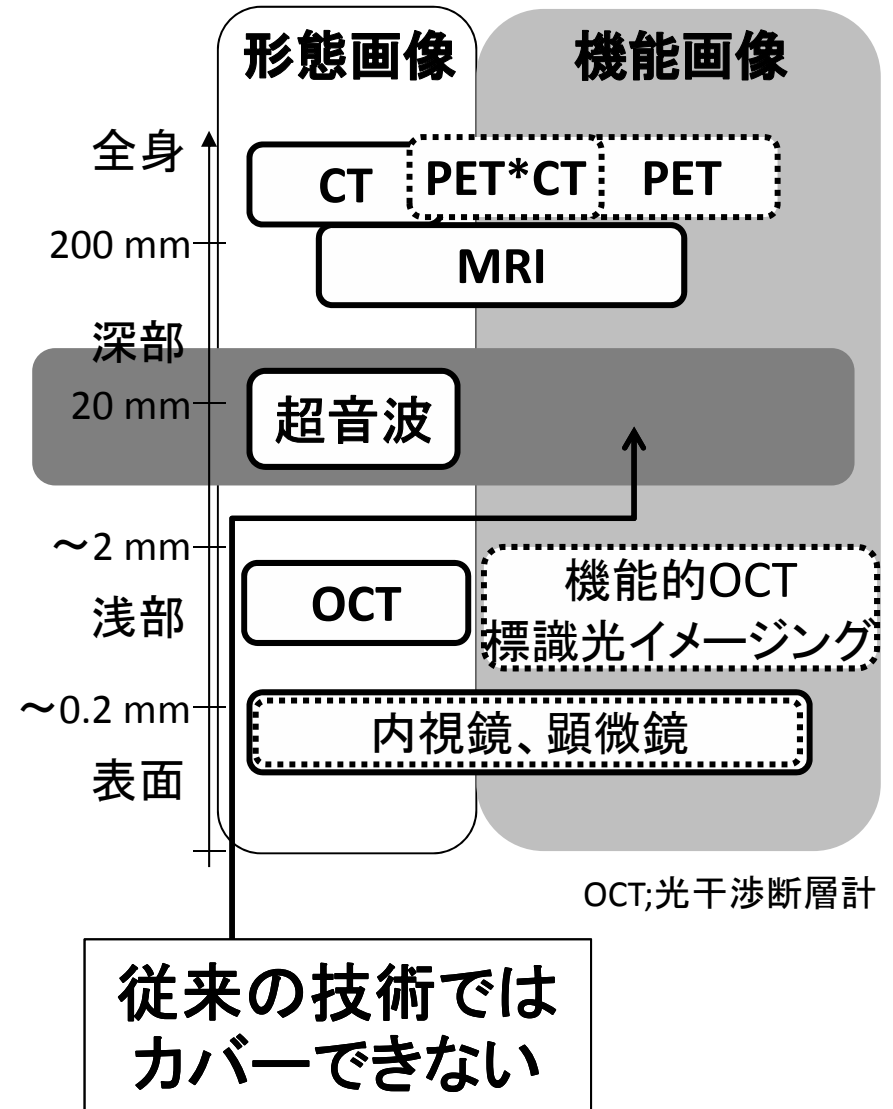 形態画像
機能画像
全身
CT
PET*CT
PET
200 mm
MRI
深部
20 mm
超音波
～2 mm
OCT
機能的OCT
標識光イメージング
浅部
～0.2 mm
内視鏡、顕微鏡
表面
OCT;光干渉断層計
従来の技術では
カバーできない